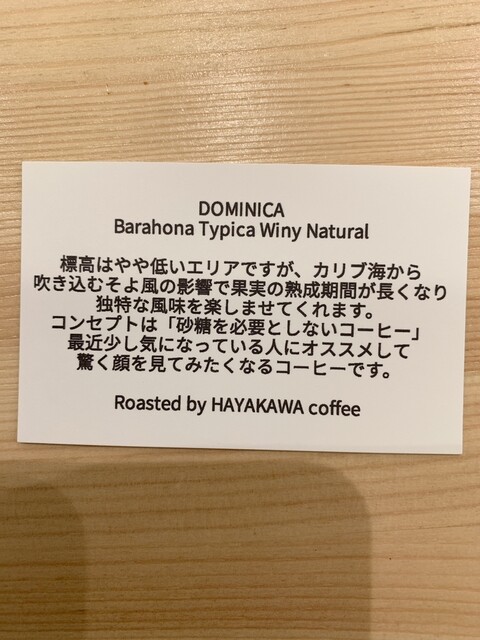 DOMINICA
Barahona Typica Winy Natural
標高はやや低いエリアですが、カリブ海から
吹き込むそよ風の影響で果実の熟成期間が長くなり
独特な風味を楽しませてくれます。
コンセプトは「砂糖を必要としないコーヒー」
最近少し気になっている人にオススメして
驚く顔を見てみたくなるコーヒーです。
Roasted by HAYAKAWA coffee